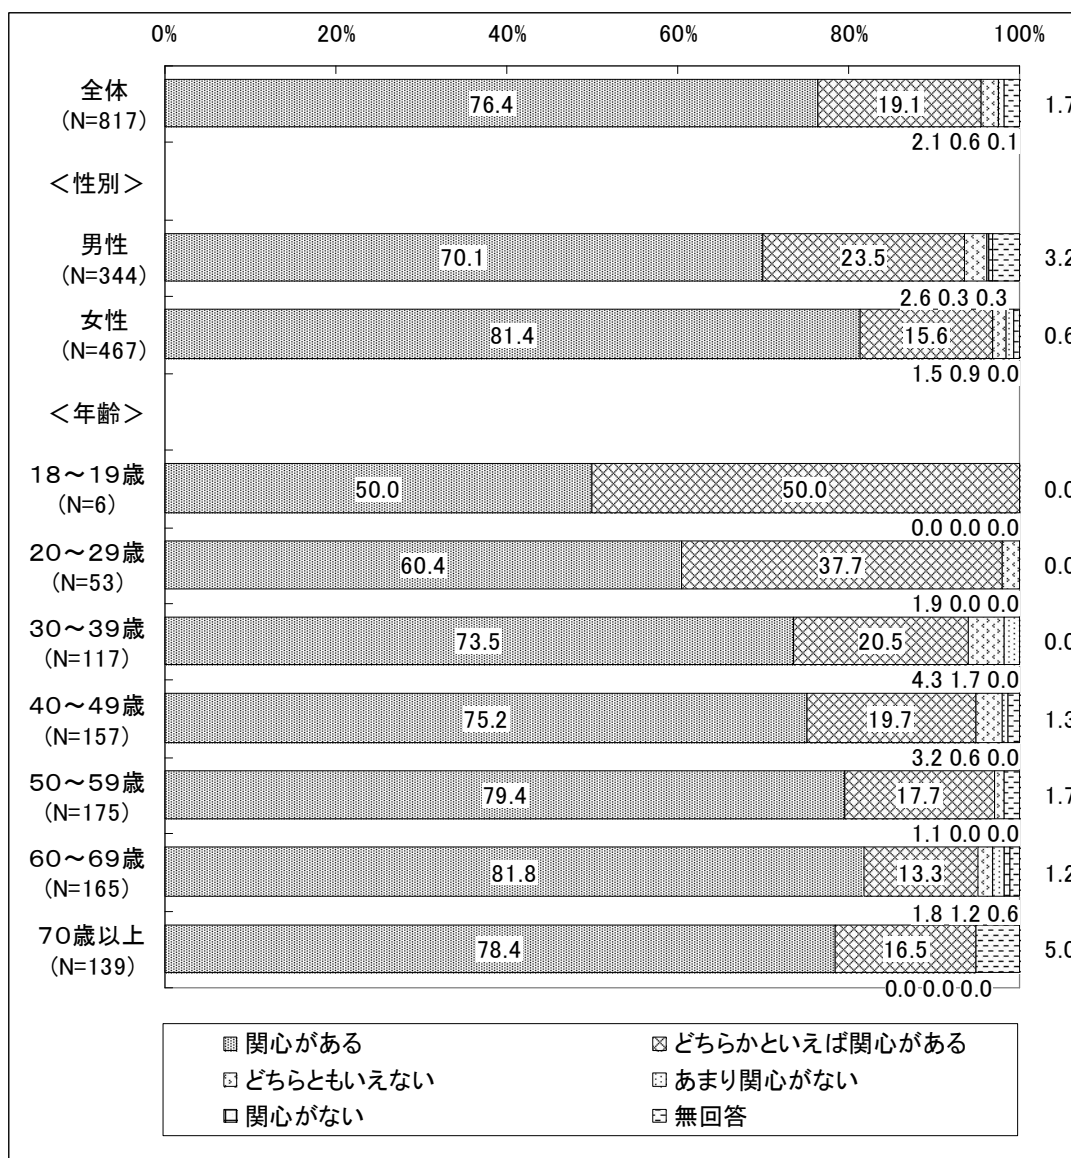 0% 20% 40% 60% 80% 100%
全体
(N=817)
76.4 19.1 1.7
2.1 0.6 0.1
＜性別＞
男性
(N=344)
70.1 23.5 3.2
2.6 0.3 0.3
女性
(N=467)
81.4 15.6 0.6
1.5 0.9 0.0
＜年齢＞
18～19歳
(N=6)
50.0 50.0 0.0
0.0 0.0 0.0
20～29歳
(N=53)
60.4 37.7 0.0
1.9 0.0 0.0
30～39歳
(N=117)
73.5 20.5 0.0
4.3 1.7 0.0
40～49歳
(N=157)
75.2 19.7 1.3
3.2 0.6 0.0
50～59歳
(N=175)
79.4 17.7 1.7
1.1 0.0 0.0
60～69歳
(N=165)
81.8 13.3 1.2
1.8 1.2 0.6
70歳以上
(N=139)
78.4 16.5 5.0
0.0 0.0 0.0
関心がある どちらかといえば関心がある
どちらともいえない あまり関心がない
関心がない 無回答